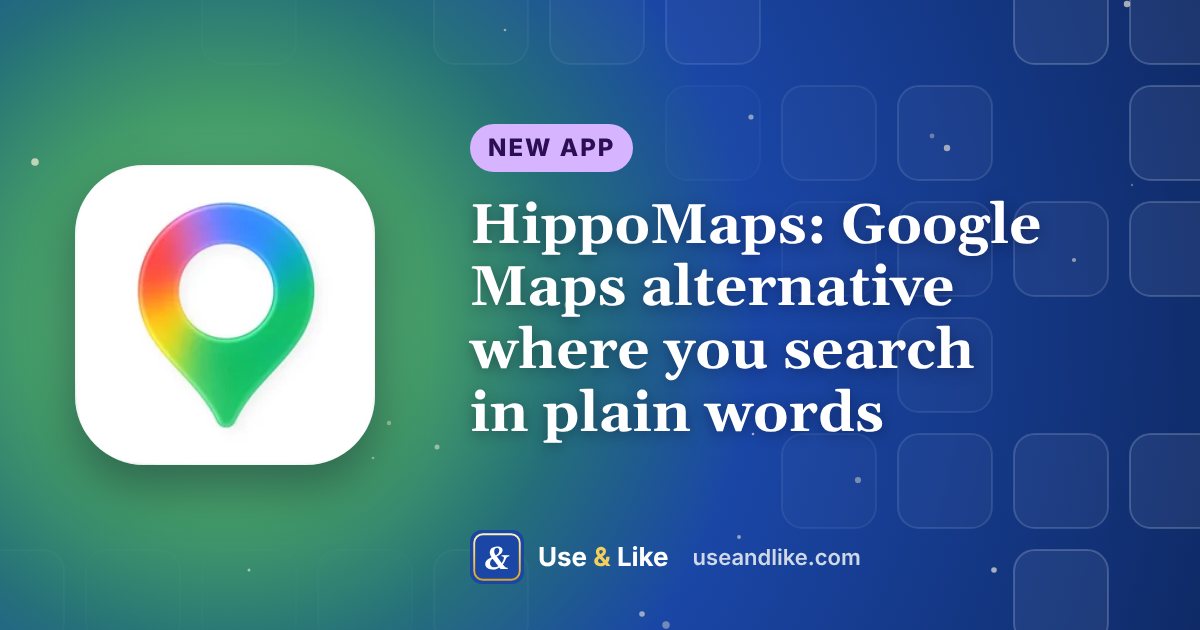 NEW APP
HippoMaps: Google
Maps alternative
where you search
in plain words
& Use & Like useandlike.com